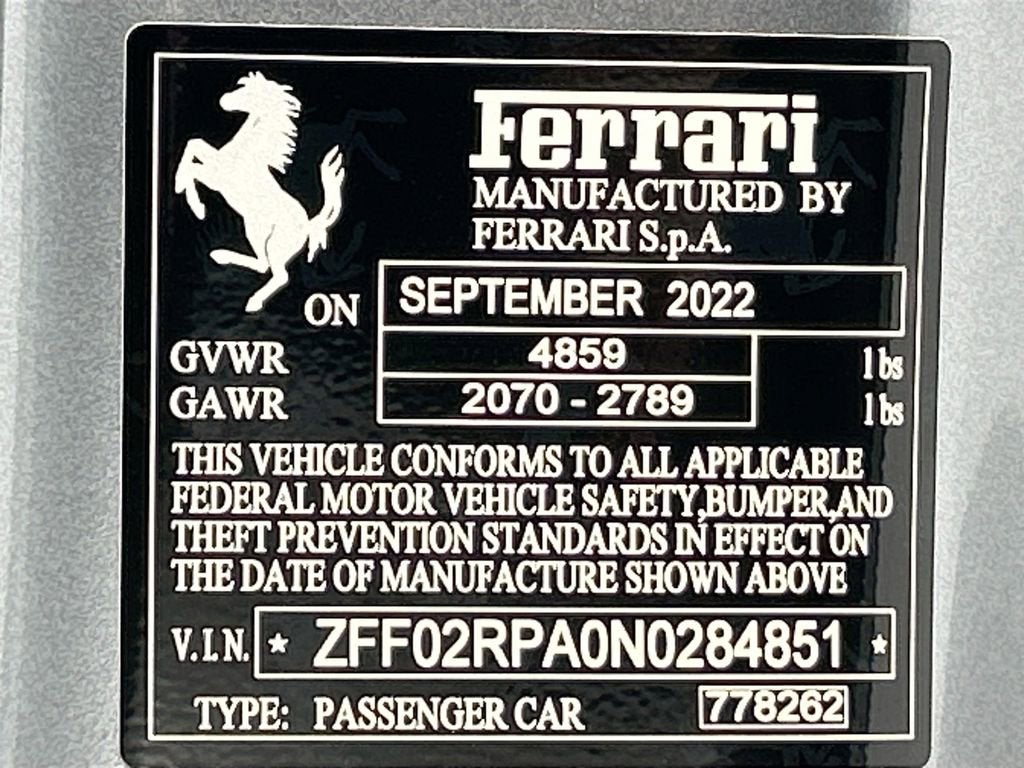 Ferrari
MANUFACTURED BY
FERRARI S.p.A.
ON SEPTEMBER 2022
GVWR 4859 lbs
GAWR 2070 - 2789 lbs
THIS VEHICLE CONFORMS TO ALL APPLICABLE
FEDERAL MOTOR VEHICLE SAFETY,BUMPER,AND
THEFT PREVENTION STANDARDS IN EFFECT ON
THE DATE OF MANUFACTURE SHOWN ABOVE
V.I.N. * ZFF02RPA0N0284851 *
TYPE: PASSENGER CAR 778262